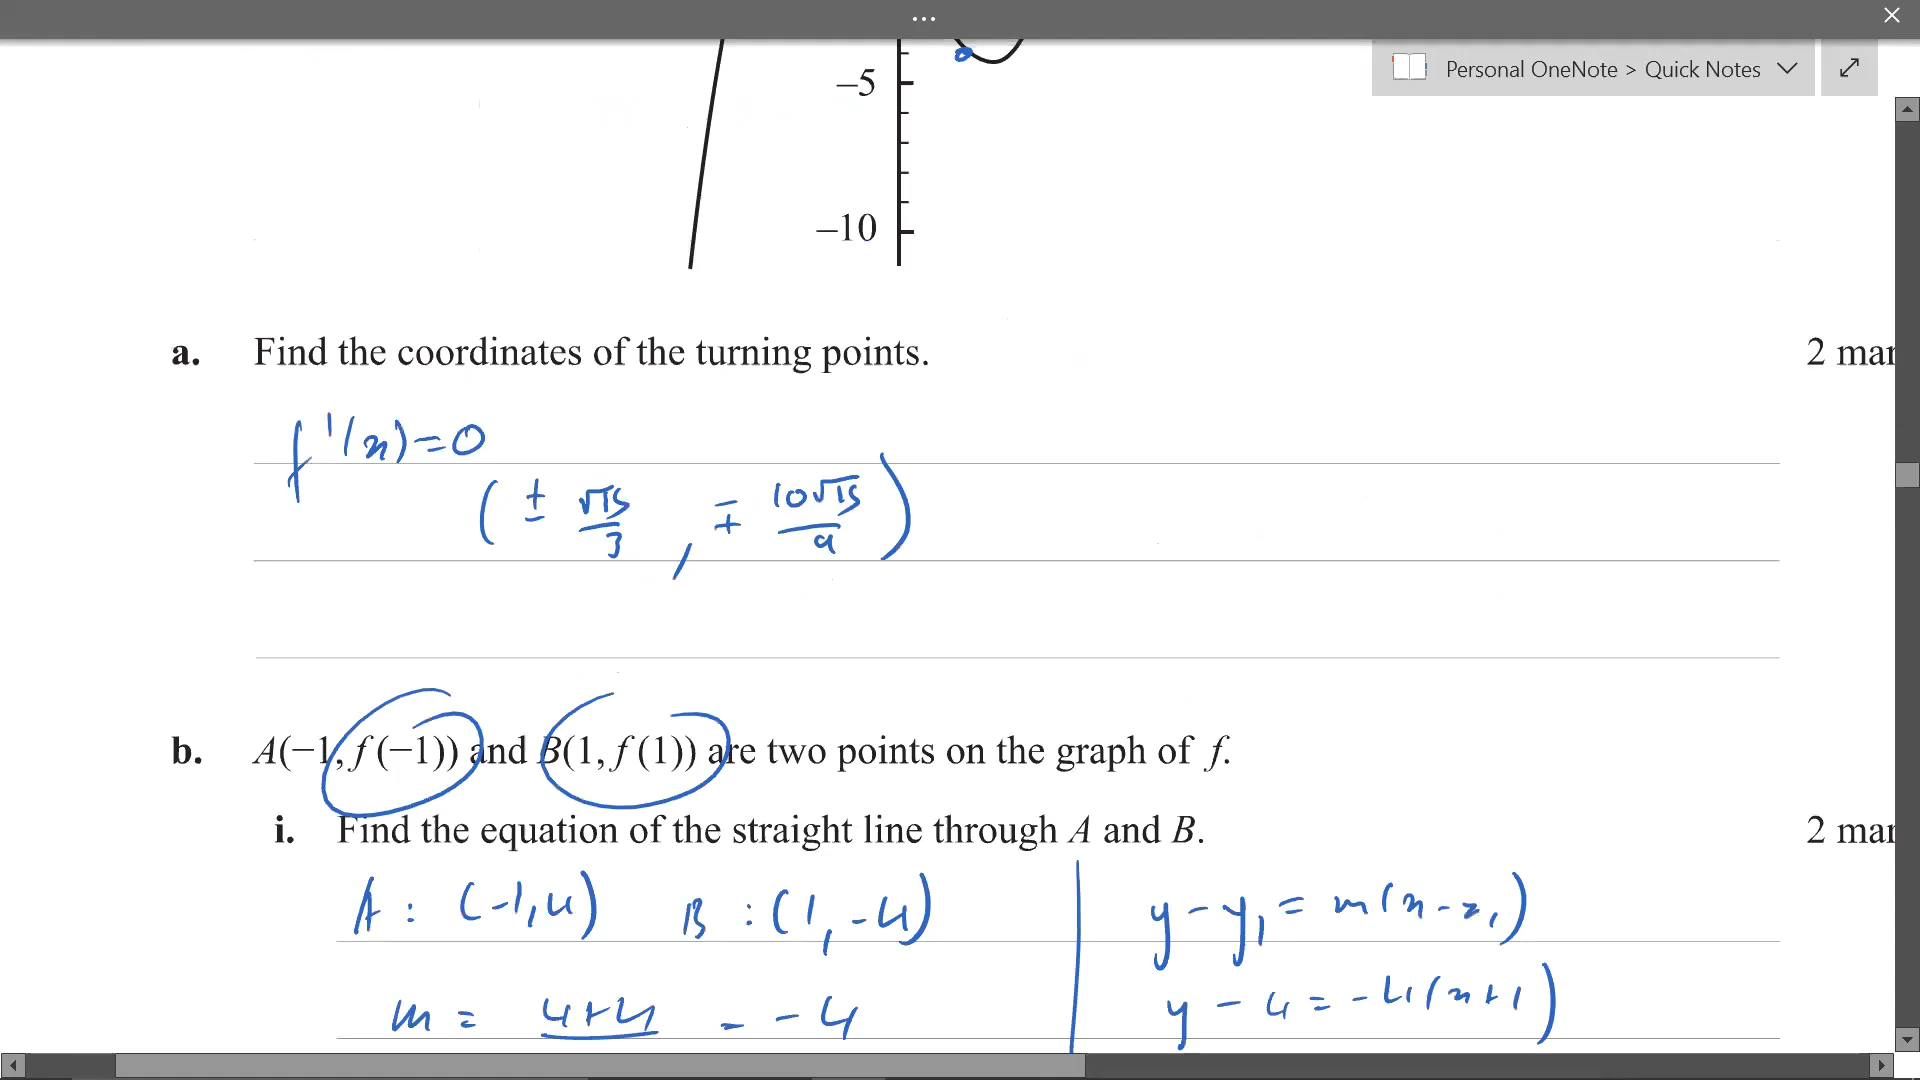 ...
Personal OneNote > Quick Notes
−5
−10
a. Find the coordinates of the turning points. 2 mar
f'(x)=0
(± √15/3, ∓ 10√15/9)
b. A(−1, f(−1)) and B(1, f(1)) are two points on the graph of f.
i. Find the equation of the straight line through A and B. 2 mar
A : (-1,4) B : (1,-4)
y-y₁ = m(x-x₁)
m = 4+4 = -4
y-4 = -4(x+1)